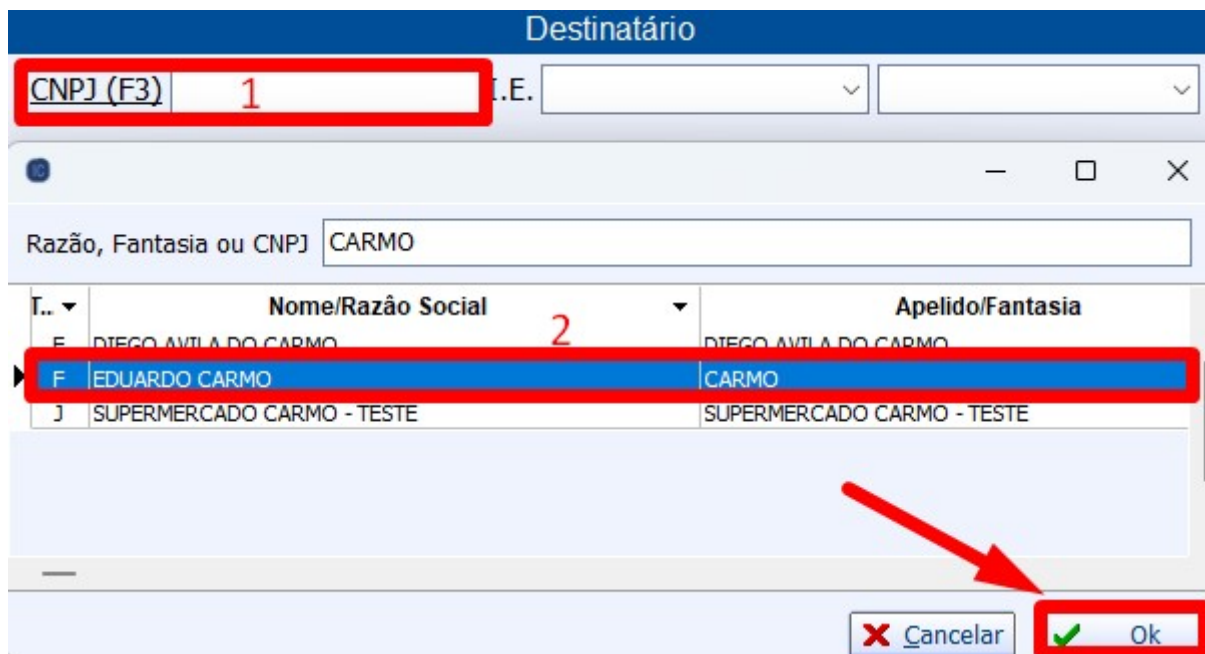 Destinatário
CNPJ (F3) 1 I.E.
Razão, Fantasia ou CNPJ CARMO
T.. Nome/Razâo Social Apelido/Fantasia
2
F DIEGO AVILA DO CARMO DIEGO AVILA DO CARMO
F EDUARDO CARMO CARMO
J SUPERMERCADO CARMO - TESTE SUPERMERCADO CARMO - TESTE
Cancelar Ok